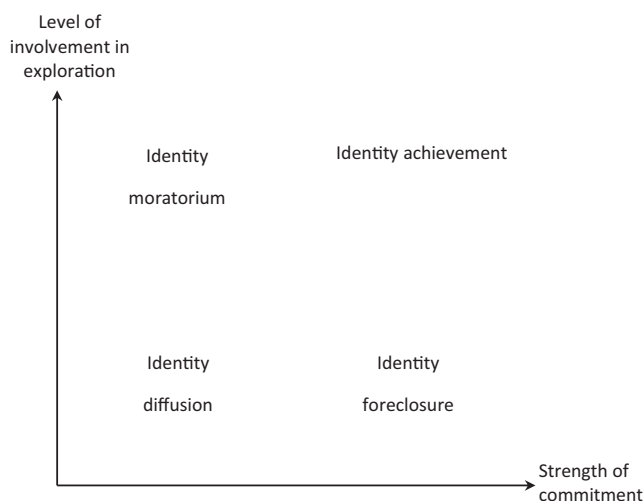 Level of
involvement in
exploration
Identity
moratorium
Identity achievement
Identity
diffusion
Identity
foreclosure
Strength of
commitment